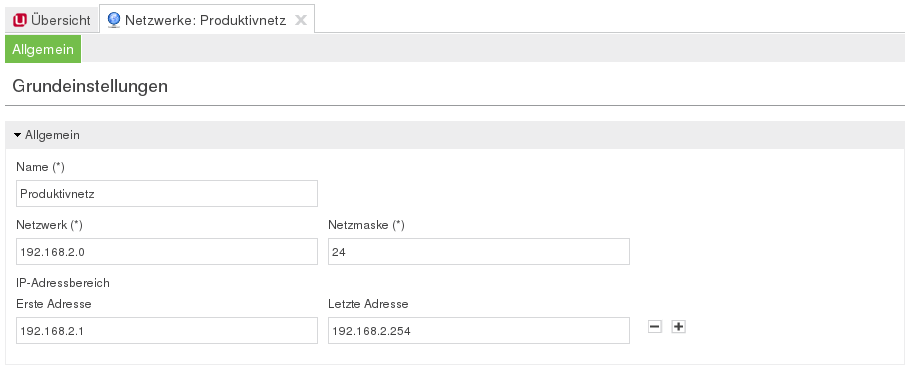 Übersicht Netzwerke: Produktivnetz
Allgemein
Grundeinstellungen
Allgemein
Name (*)
Produktivnetz
Netzwerk (*) Netzmaske (*)
192.168.2.0 24
IP-Adressbereich
Erste Adresse Letzte Adresse
192.168.2.1 192.168.2.254